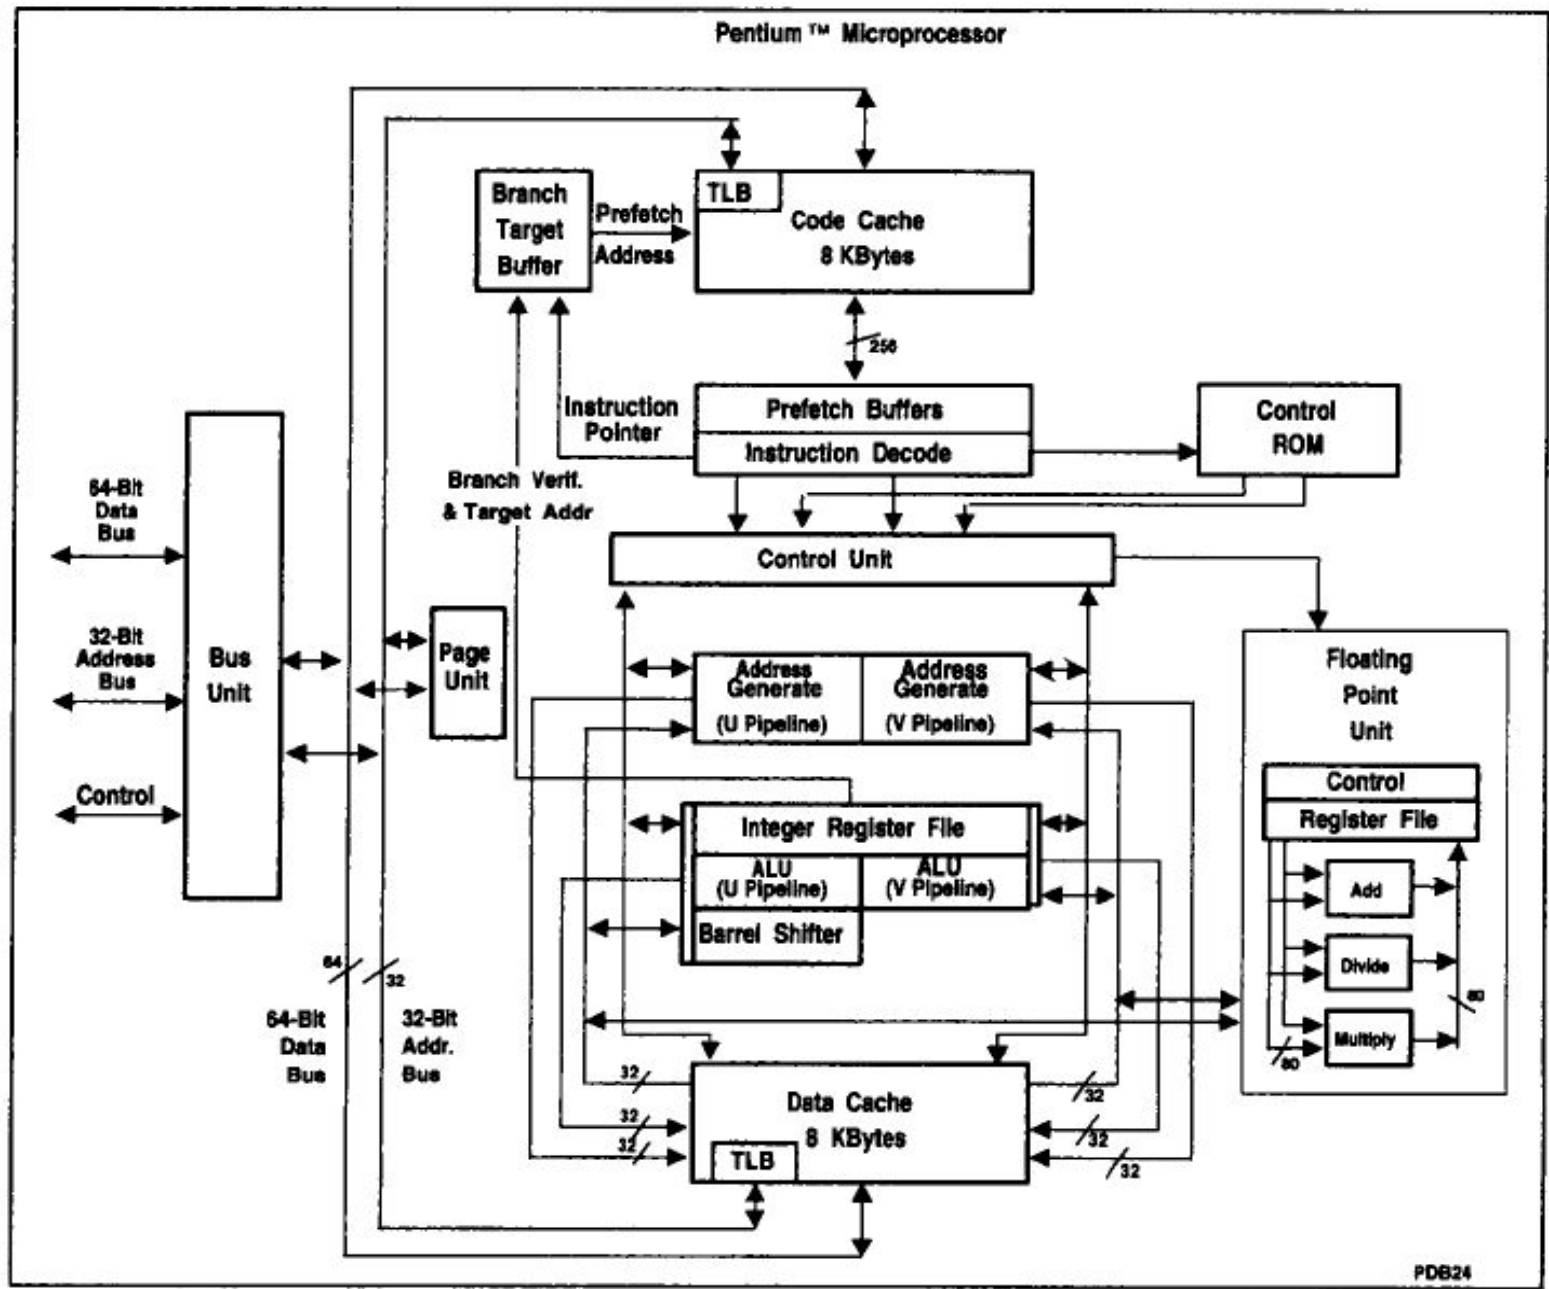 Pentium™ Microprocessor
Branch
Target
Buffer
Prefetch
Address
TLB
Code Cache
8 KBytes
256
Instruction
Pointer
Prefetch Buffers
Instruction Decode
Control
ROM
Branch Verif.
& Target Addr
64-Bit
Data
Bus
32-Bit
Address
Bus
Control
Bus
Unit
Page
Unit
Control Unit
Address
Generate
(U Pipeline)
Address
Generate
(V Pipeline)
Integer Register File
ALU
(U Pipeline)
ALU
(V Pipeline)
Barrel Shifter
Floating
Point
Unit
Control
Register File
Add
Divide
Multiply
80
80
64
32
64-Bit
Data
Bus
32-Bit
Addr.
Bus
32
32
32
32
32
32
Data Cache
8 KBytes
TLB
PDB24